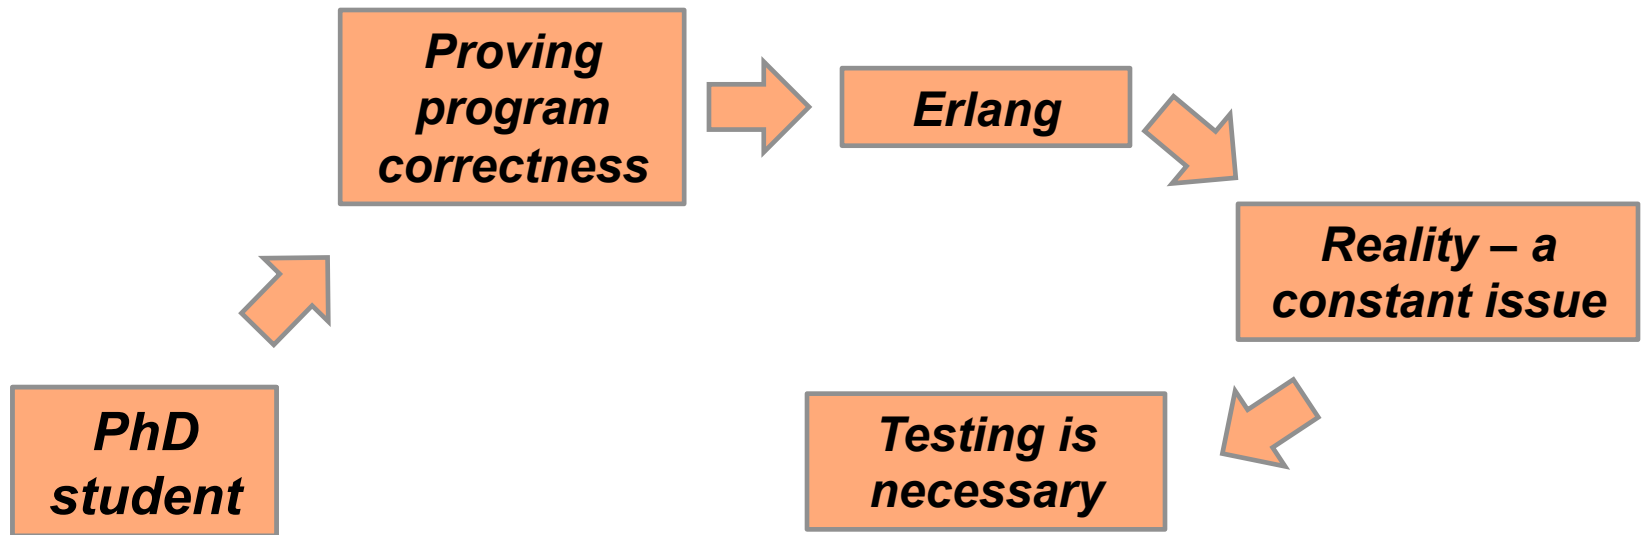 Proving
program
correctness
Erlang
Reality – a
constant issue
PhD
student
Testing is
necessary